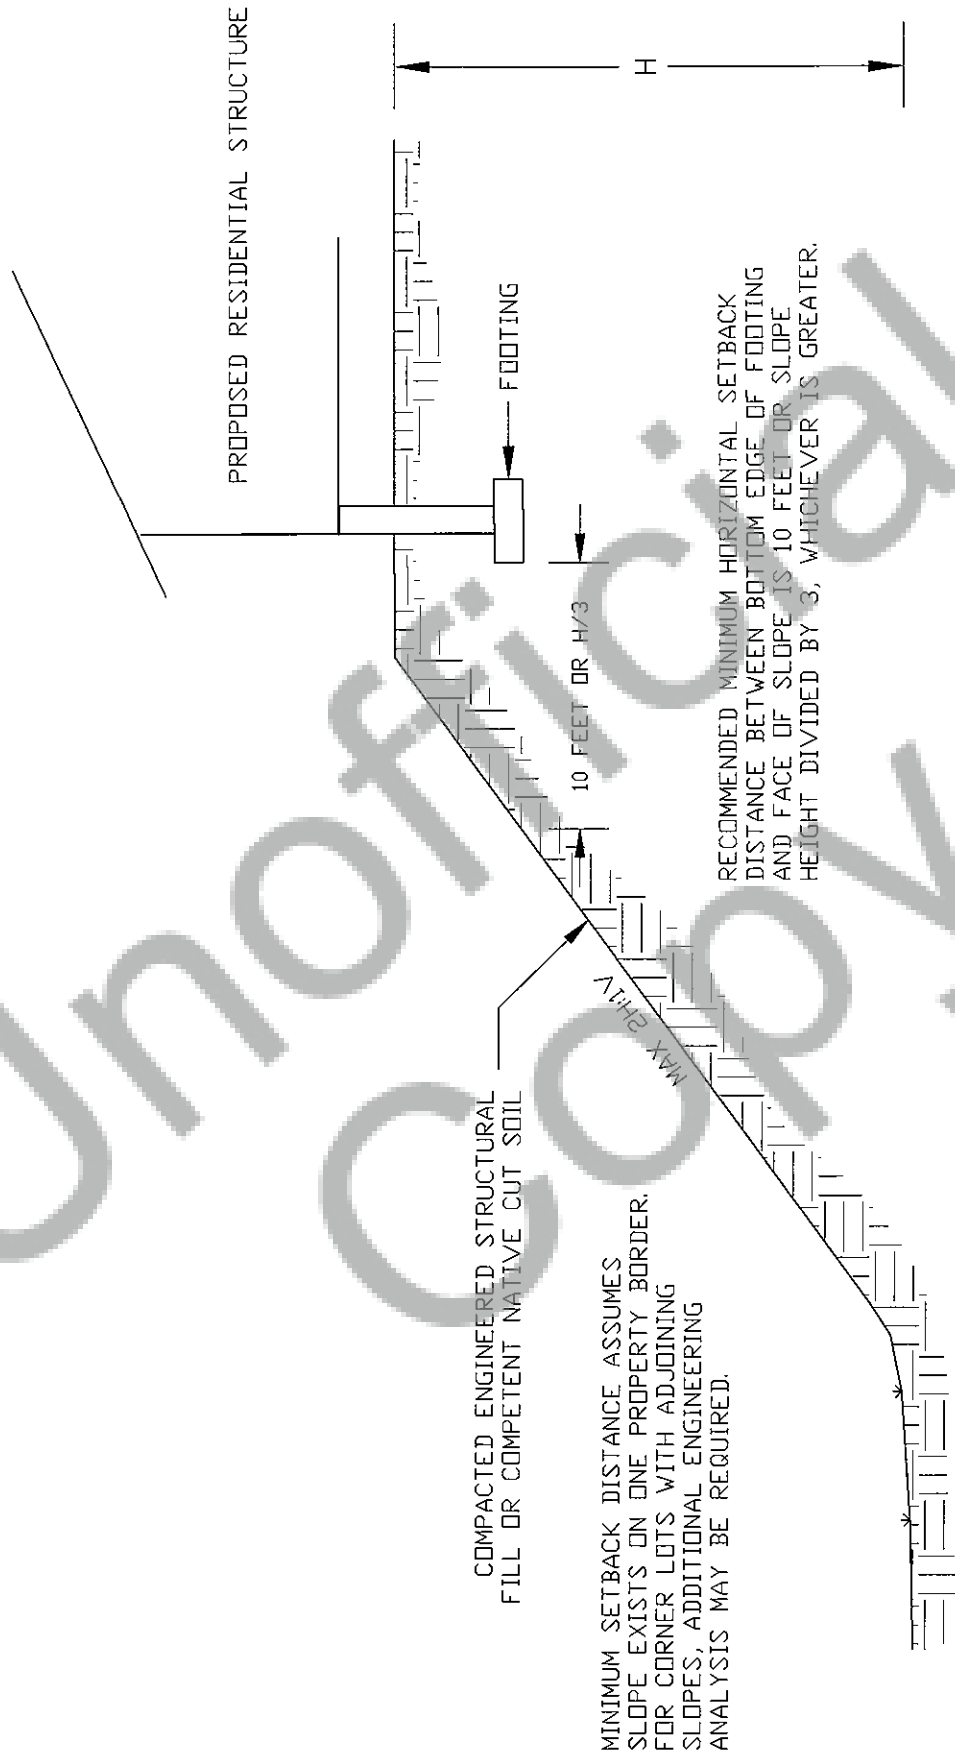 PROPOSED RESIDENTIAL STRUCTURE
H
FOOTING
10 FEET OR H/3
COMPACTED ENGINEERED STRUCTURAL
FILL OR COMPETENT NATIVE CUT SOIL
MAX 2H:1V
RECOMMENDED MINIMUM HORIZONTAL SETBACK
DISTANCE BETWEEN BOTTOM EDGE OF FOOTING
AND FACE OF SLOPE IS 10 FEET OR SLOPE
HEIGHT DIVIDED BY 3, WHICHEVER IS GREATER.
MINIMUM SETBACK DISTANCE ASSUMES
SLOPE EXISTS ON ONE PROPERTY BORDER.
FOR CORNER LOTS WITH ADJOINING
SLOPES, ADDITIONAL ENGINEERING
ANALYSIS MAY BE REQUIRED.
Unofficial
Copy